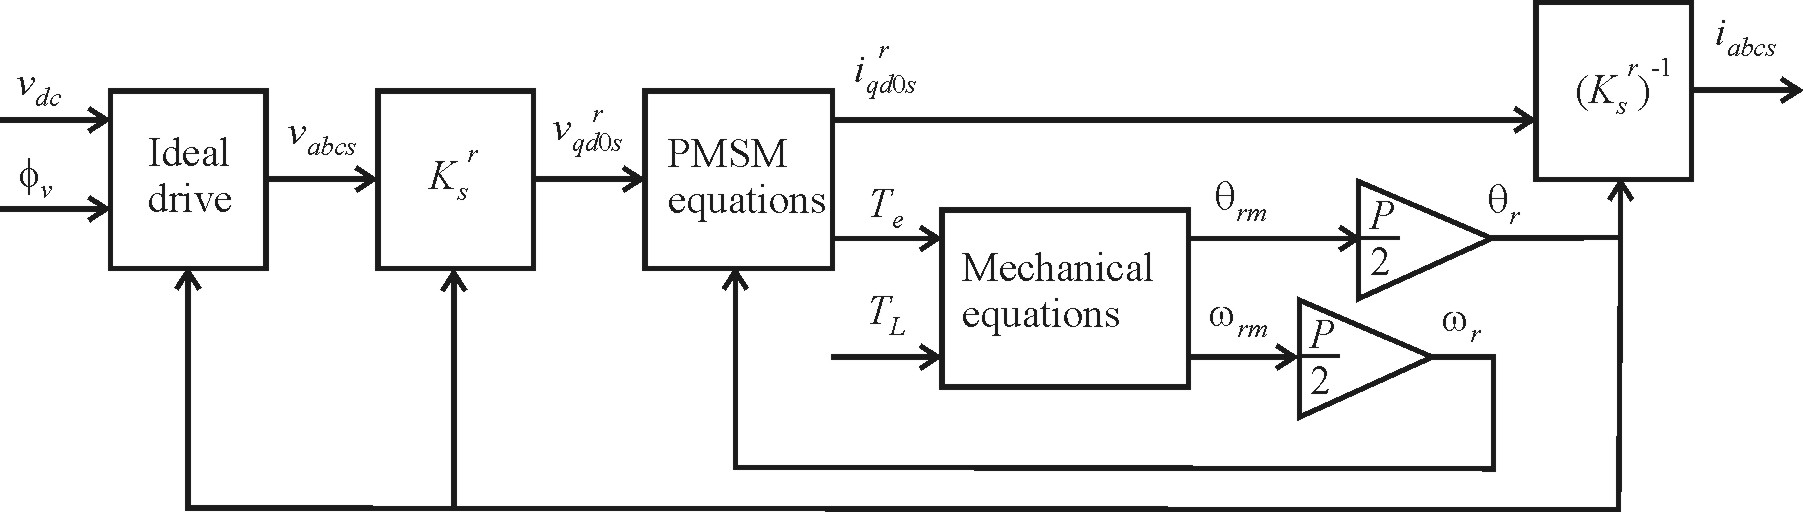 v_dc
ϕ_v
Ideal
drive
v_abcs
K_s^r
v_qd0s^r
PMSM
equations
i_qd0s^r
T_e
T_L
Mechanical
equations
θ_rm
ω_rm
P
2
θ_r
P
2
ω_r
(K_s^r)^-1
i_abcs